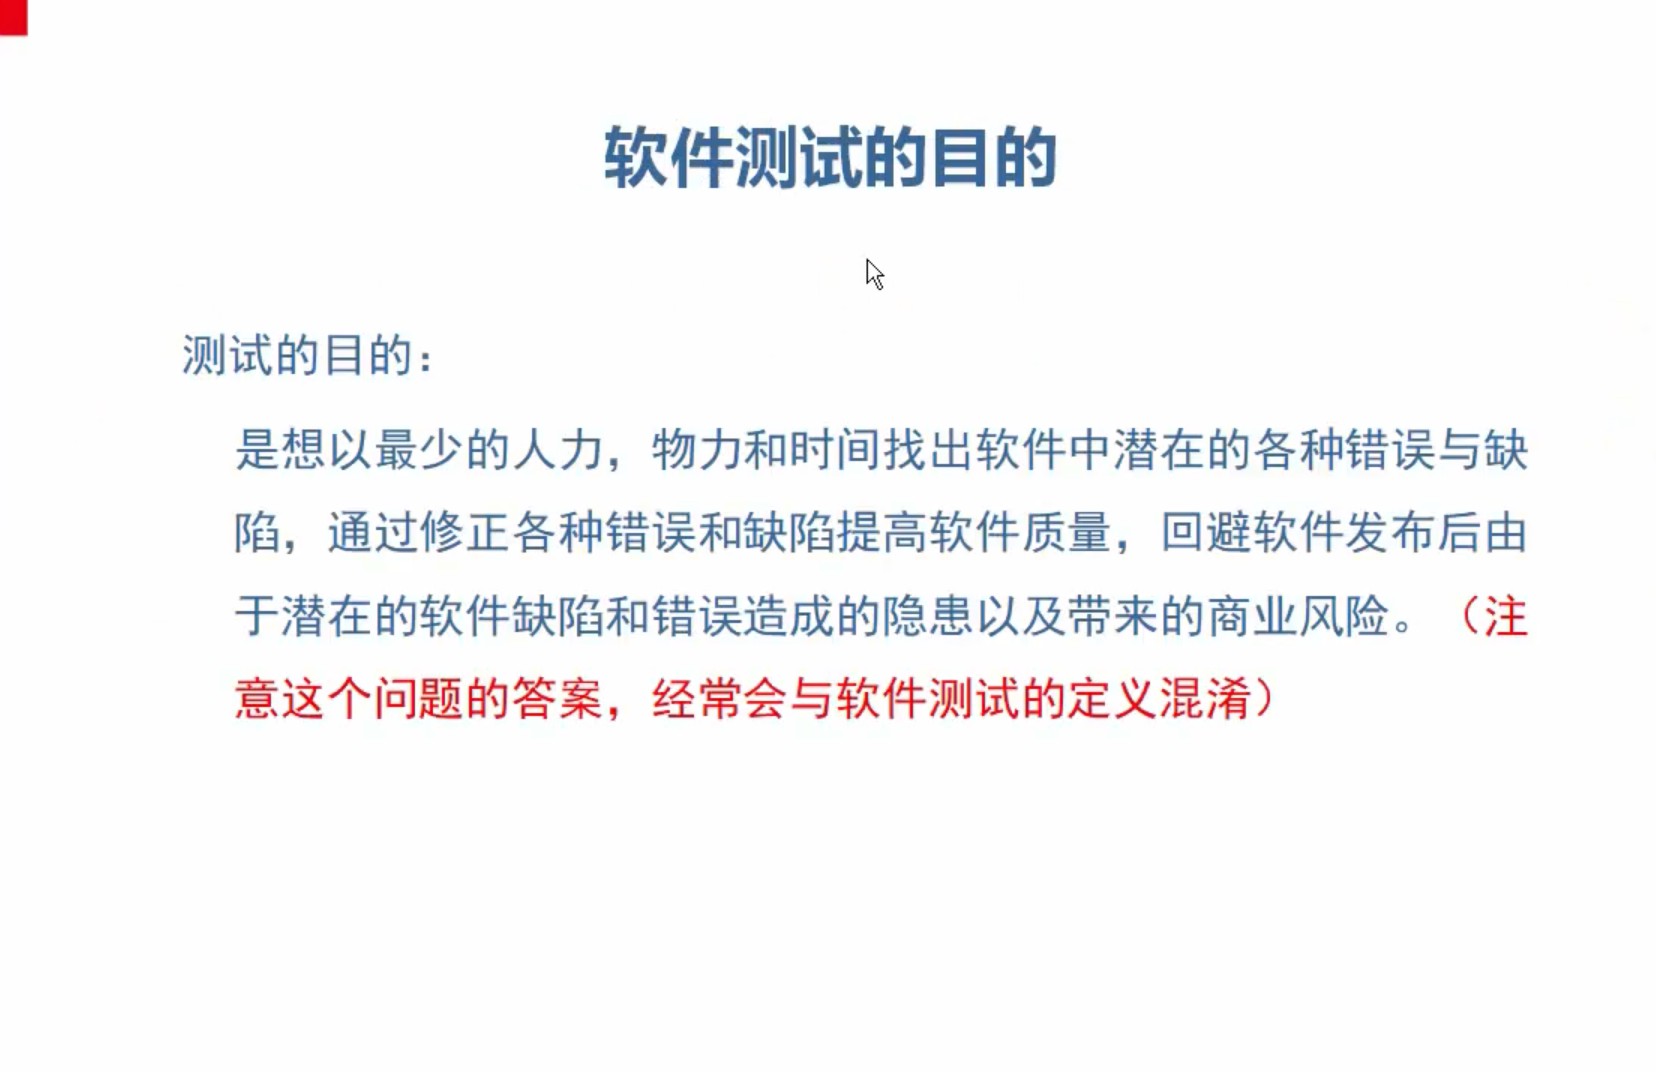 软件测试的目的
测试的目的：
是想以最少的人力，物力和时间找出软件中潜在的各种错误与缺
陷，通过修正各种错误和缺陷提高软件质量，回避软件发布后由
于潜在的软件缺陷和错误造成的隐患以及带来的商业风险。（注
意这个问题的答案，经常会与软件测试的定义混淆）